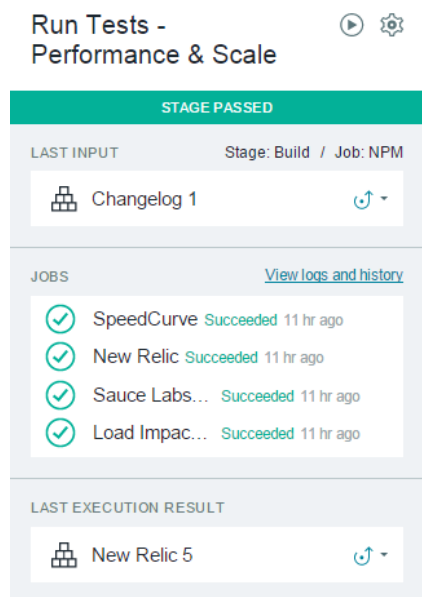 Run Tests -
Performance & Scale
STAGE PASSED
LAST INPUT Stage: Build / Job: NPM
Changelog 1
JOBS View logs and history
SpeedCurve Succeeded 11 hr ago
New Relic Succeeded 11 hr ago
Sauce Labs... Succeeded 11 hr ago
Load Impac... Succeeded 11 hr ago
LAST EXECUTION RESULT
New Relic 5